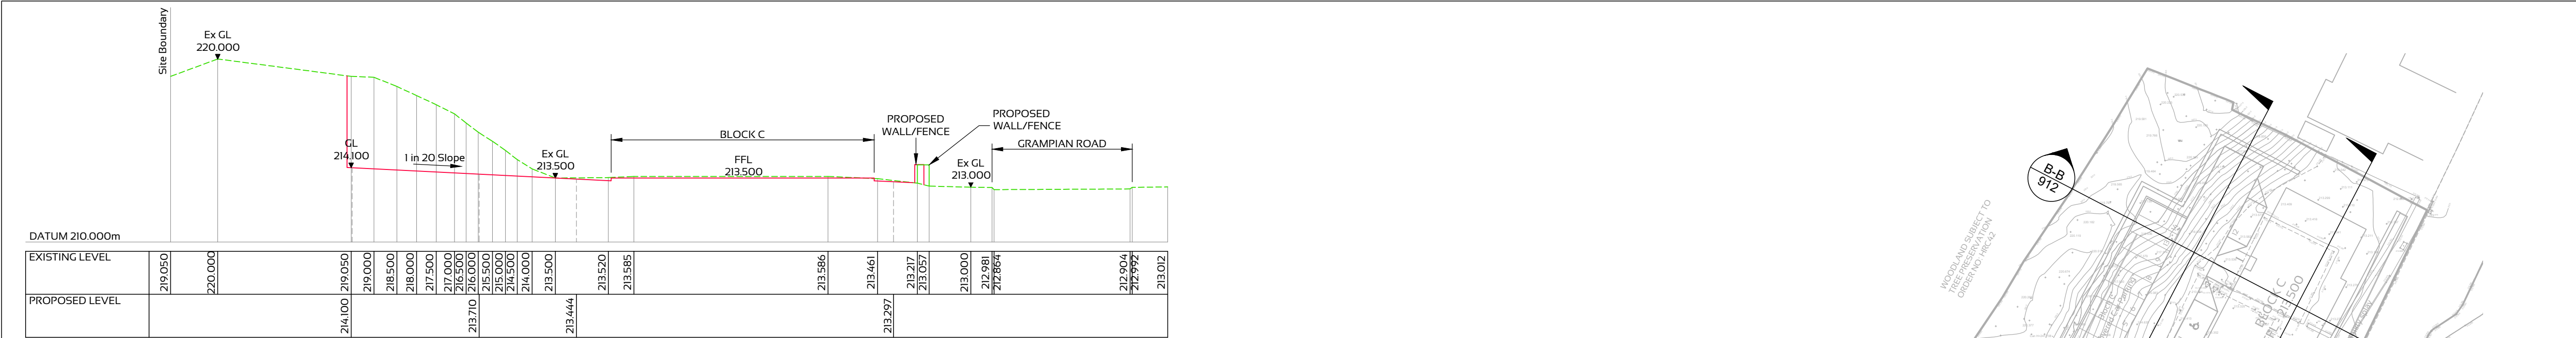 Site Boundary
Ex GL
220.000
GL
214.100
1 in 20 Slope
Ex GL
213.500
BLOCK C
FFL
213.500
PROPOSED
WALL/FENCE
PROPOSED
WALL/FENCE
Ex GL
213.000
GRAMPIAN ROAD
DATUM 210.000m
EXISTING LEVEL
219.050
220.000
219.050
219.000
218.500
218.000
217.500
217.000
216.500
216.000
215.500
215.000
214.500
214.000
213.500
213.520
213.585
213.586
213.461
213.217
213.057
213.000
212.981
212.864
212.904
212.992
213.012
PROPOSED LEVEL
214.100
213.710
213.444
213.297
B-B
912
WOODLAND SUBJECT TO
TREE PRESERVATION
ORDER NO: HRC42
BLOCK C
213.500